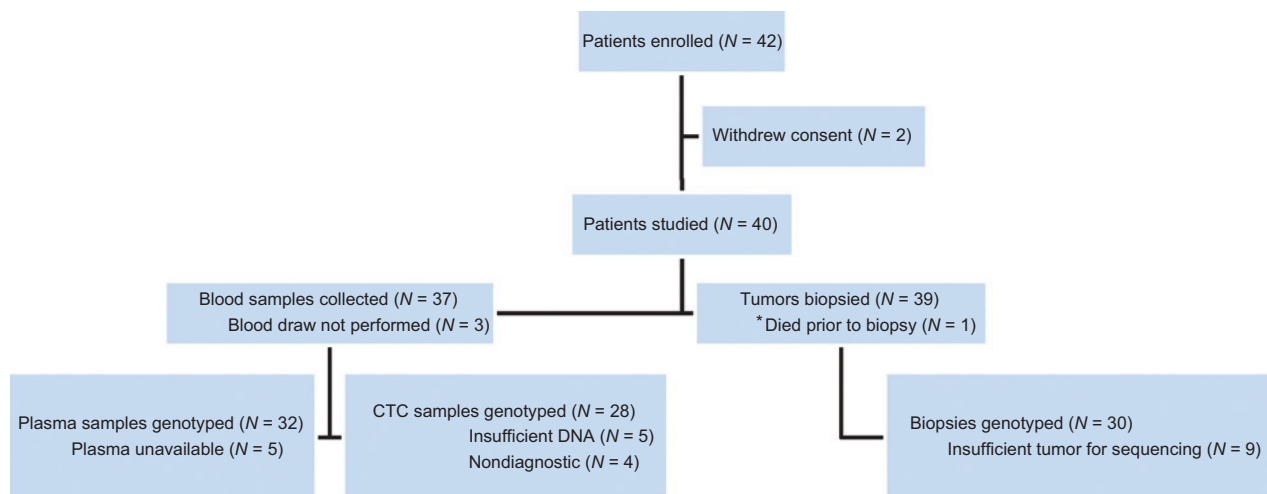 Patients enrolled (N = 42)
Withdrew consent (N = 2)
Patients studied (N = 40)
Blood samples collected (N = 37)
Blood draw not performed (N = 3)
Tumors biopsied (N = 39)
*Died prior to biopsy (N = 1)
Plasma samples genotyped (N = 32)
Plasma unavailable (N = 5)
CTC samples genotyped (N = 28)
Insufficient DNA (N = 5)
Nondiagnostic (N = 4)
Biopsies genotyped (N = 30)
Insufficient tumor for sequencing (N = 9)